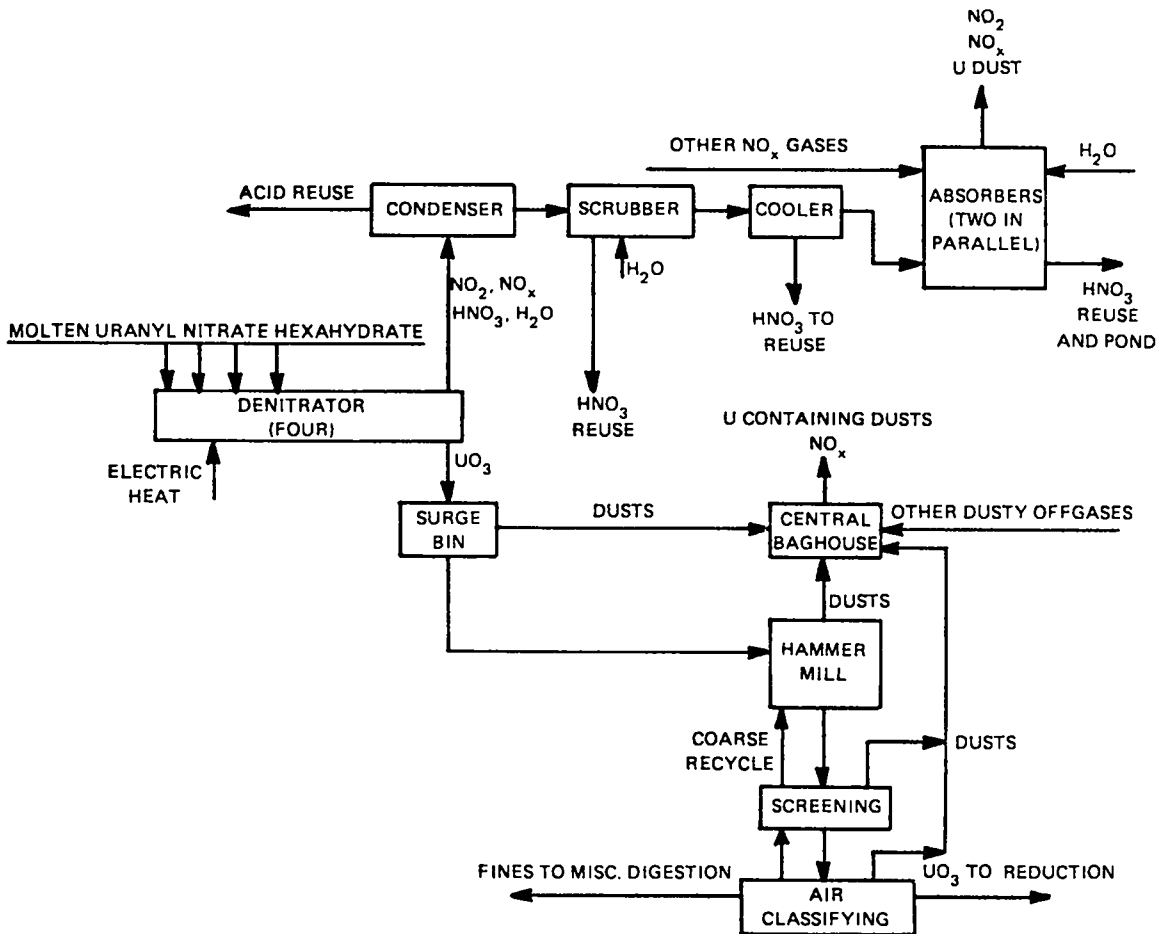 NO2
NOx
U DUST
OTHER NOx GASES
H2O
ACID REUSE
CONDENSER
SCRUBBER
COOLER
ABSORBERS
(TWO IN
PARALLEL)
H2O
NO2, NOx
HNO3, H2O
HNO3 TO
REUSE
HNO3
REUSE
AND POND
MOLTEN URANYL NITRATE HEXAHYDRATE
DENITRATOR
(FOUR)
HNO3
REUSE
U CONTAINING DUSTS
NOx
ELECTRIC
HEAT
UO3
SURGE
BIN
DUSTS
CENTRAL
BAGHOUSE
OTHER DUSTY OFFGASES
DUSTS
HAMMER
MILL
COARSE
RECYCLE
DUSTS
SCREENING
FINES TO MISC. DIGESTION
UO3 TO REDUCTION
AIR
CLASSIFYING